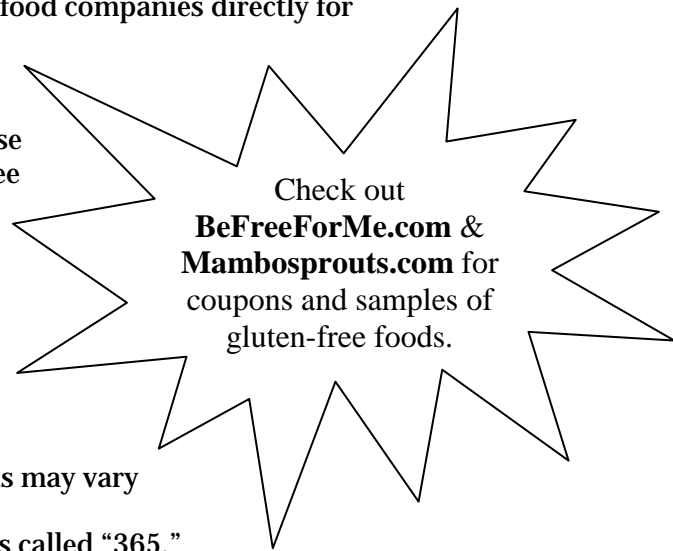 food companies directly for
se
ee
Check out
BeFreeForMe.com &
Mambosprouts.com for
coupons and samples of
gluten-free foods.
s may vary
s called “365.”